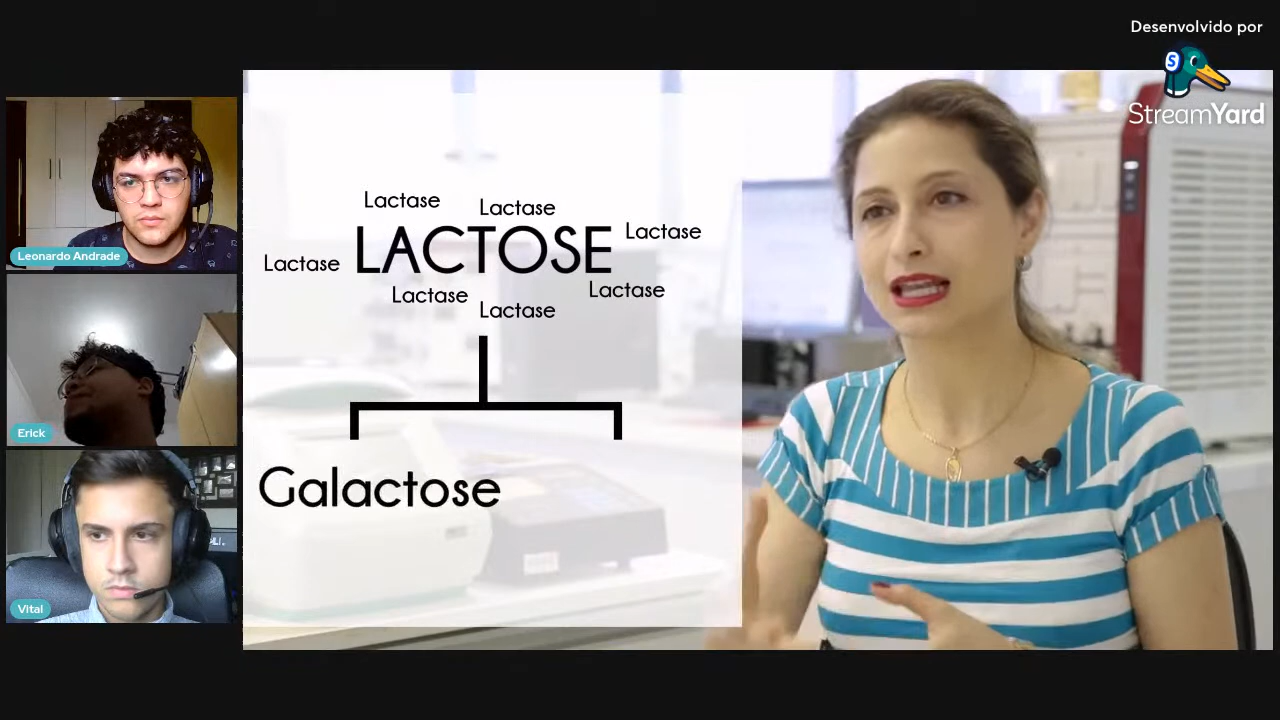 Desenvolvido por
StreamYard
Leonardo Andrade
Erick
Vital
Lactase
Lactase
Lactase
Lactase
LACTOSE
Lactase
Lactase
Lactase
Galactose